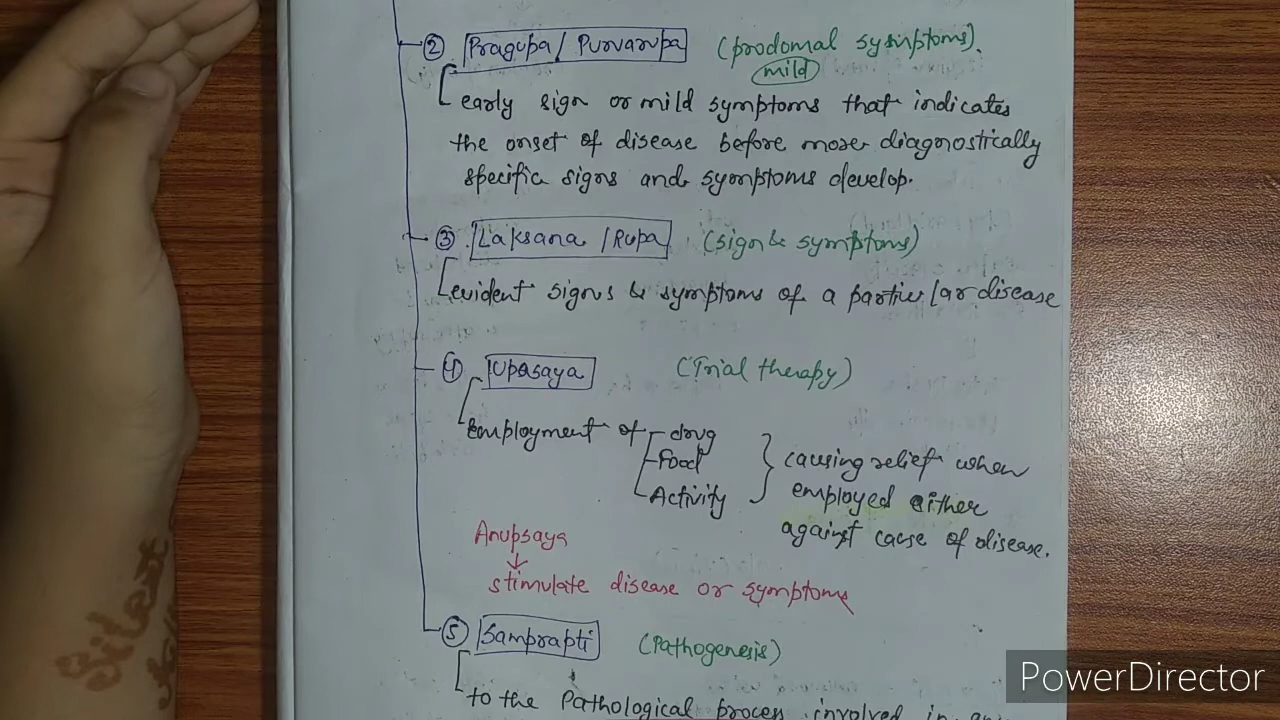 ② Pragupa / Purvarupa (prodomal symptoms).
mild
early sign or mild symptoms that indicates
the onset of disease before more diagnostically
specific signs and symptoms develop.
③ Laksana / Rupa (sign & symptoms)
evident signs & symptoms of a particular disease
④ Upasaya (Trial therapy)
Employment of drug
Food
Activity
causing relief when
employed either
against cause of disease.
Anupsaya
↓
stimulate disease or symptoms
⑤ Samprapti (Pathogenesis)
to the Pathological process involved in
PowerDirector